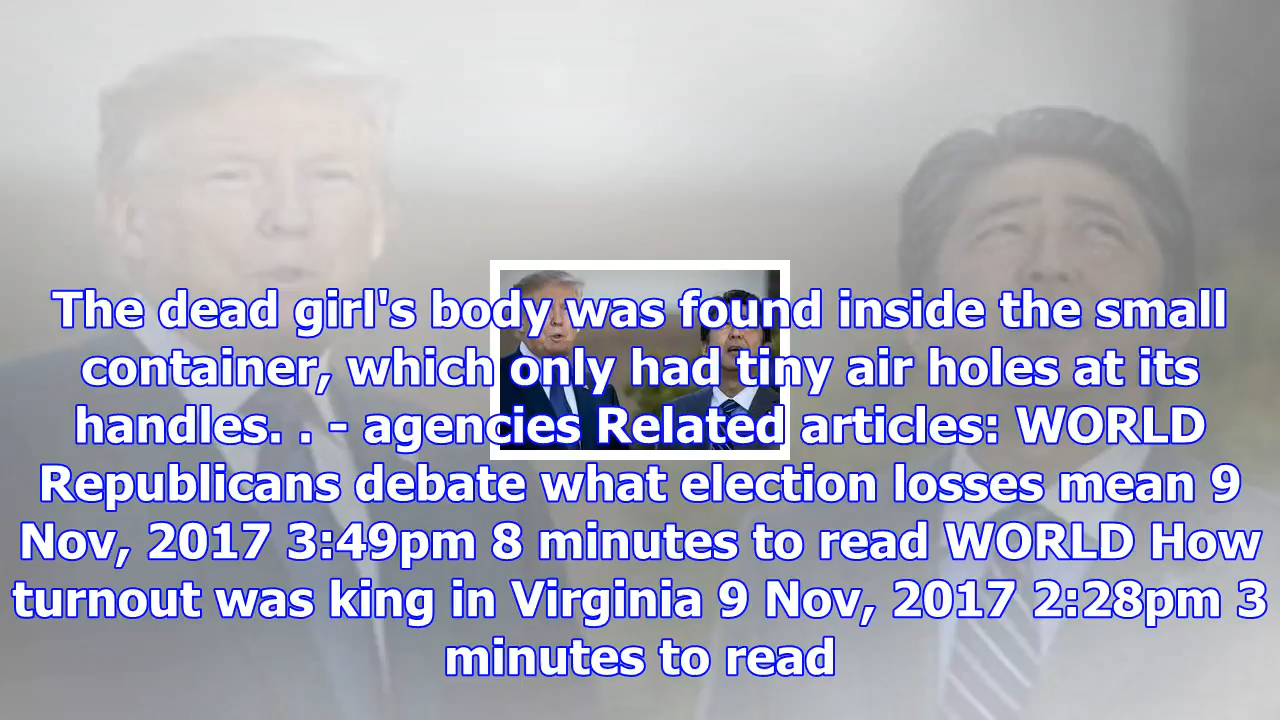 The dead girl's body was found inside the small
container, which only had tiny air holes at its
handles. . - agencies Related articles: WORLD
Republicans debate what election losses mean 9
Nov, 2017 3:49pm 8 minutes to read WORLD How
turnout was king in Virginia 9 Nov, 2017 2:28pm 3
minutes to read